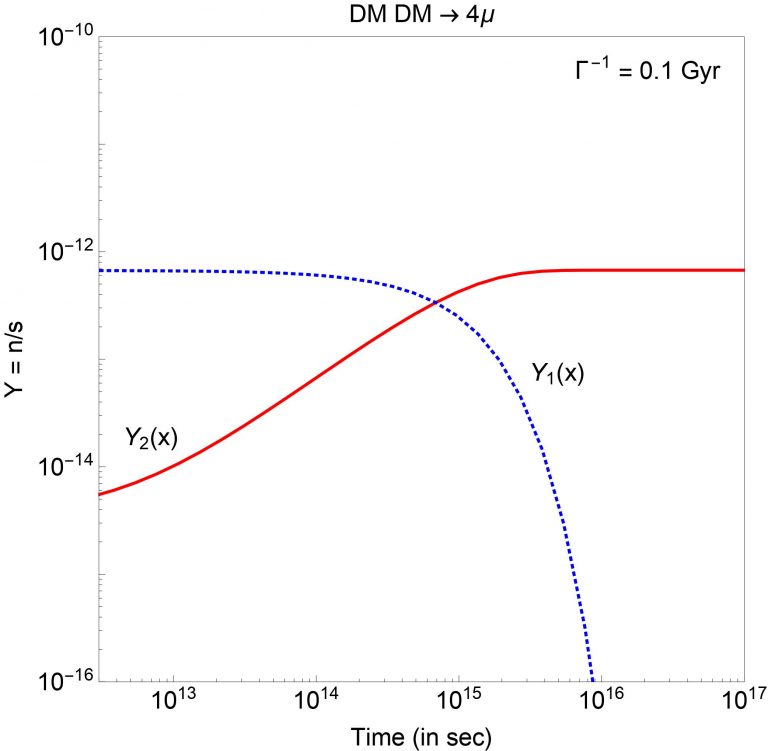 DM DM → 4μ
Γ⁻¹ = 0.1 Gyr
10⁻¹⁰
10⁻¹²
10⁻¹⁴
10⁻¹⁶
Y = n/s
Y₁(x)
Y₂(x)
10¹³ 10¹⁴ 10¹⁵ 10¹⁶ 10¹⁷
Time (in sec)